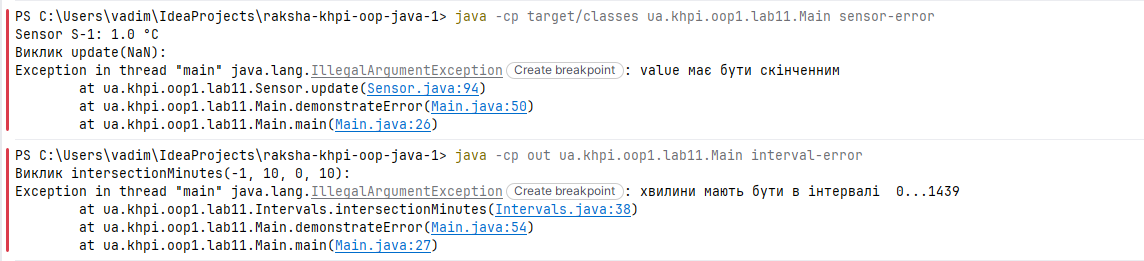 PS C:\Users\vadim\IdeaProjects\raksha-khpi-oop-java-1> java -cp target/classes ua.khpi.oop1.lab11.Main sensor-error
Sensor S-1: 1.0 °C
Виклик update(NaN):
Exception in thread "main" java.lang.IllegalArgumentException Create breakpoint : value має бути скінченним
at ua.khpi.oop1.lab11.Sensor.update(Sensor.java:94)
at ua.khpi.oop1.lab11.Main.demonstrateError(Main.java:50)
at ua.khpi.oop1.lab11.Main.main(Main.java:26)
PS C:\Users\vadim\IdeaProjects\raksha-khpi-oop-java-1> java -cp out ua.khpi.oop1.lab11.Main interval-error
Виклик intersectionMinutes(-1, 10, 0, 10):
Exception in thread "main" java.lang.IllegalArgumentException Create breakpoint : хвилини мають бути в інтервалі  0...1439
at ua.khpi.oop1.lab11.Intervals.intersectionMinutes(Intervals.java:38)
at ua.khpi.oop1.lab11.Main.demonstrateError(Main.java:54)
at ua.khpi.oop1.lab11.Main.main(Main.java:27)